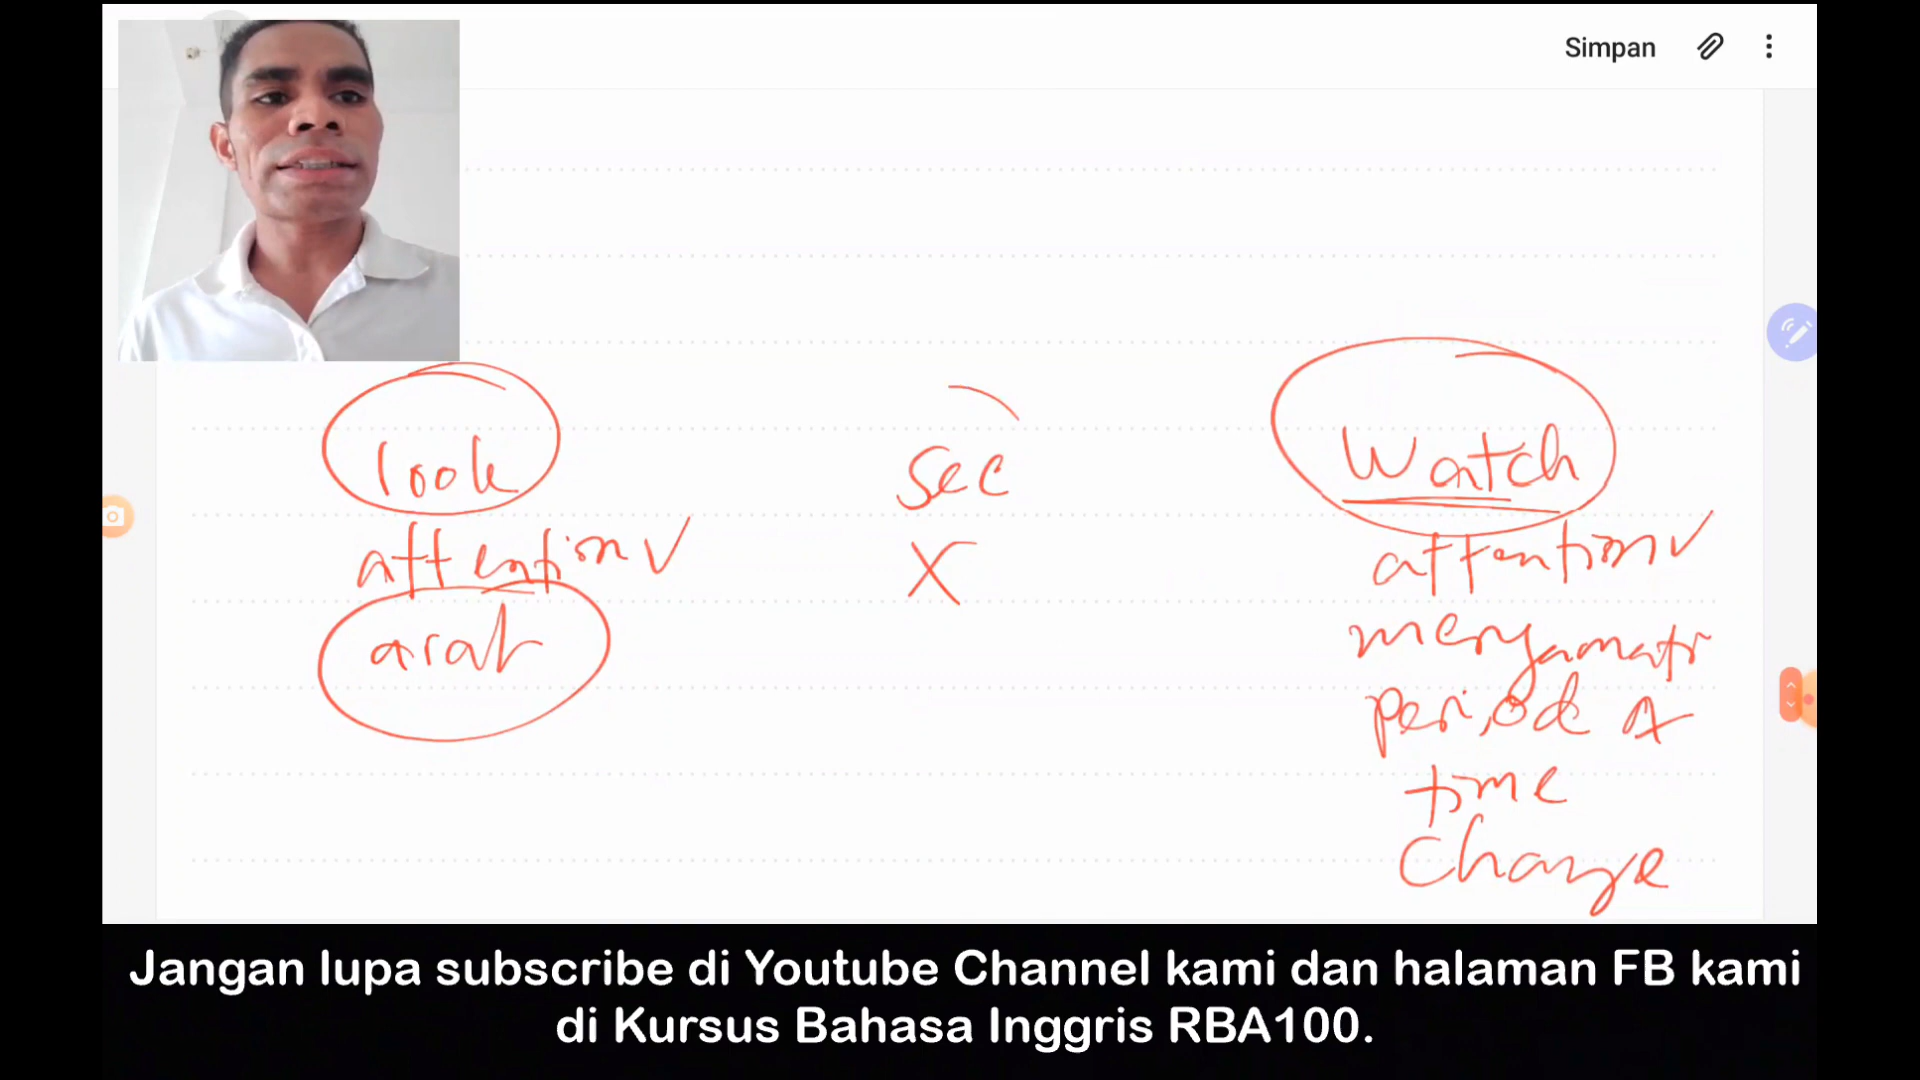 Simpan
look
see
Watch
attention ✓
X
attention ✓
arah
mengamati
period of
time
Change
Jangan lupa subscribe di Youtube Channel kami dan halaman FB kami
di Kursus Bahasa Inggris RBA100.